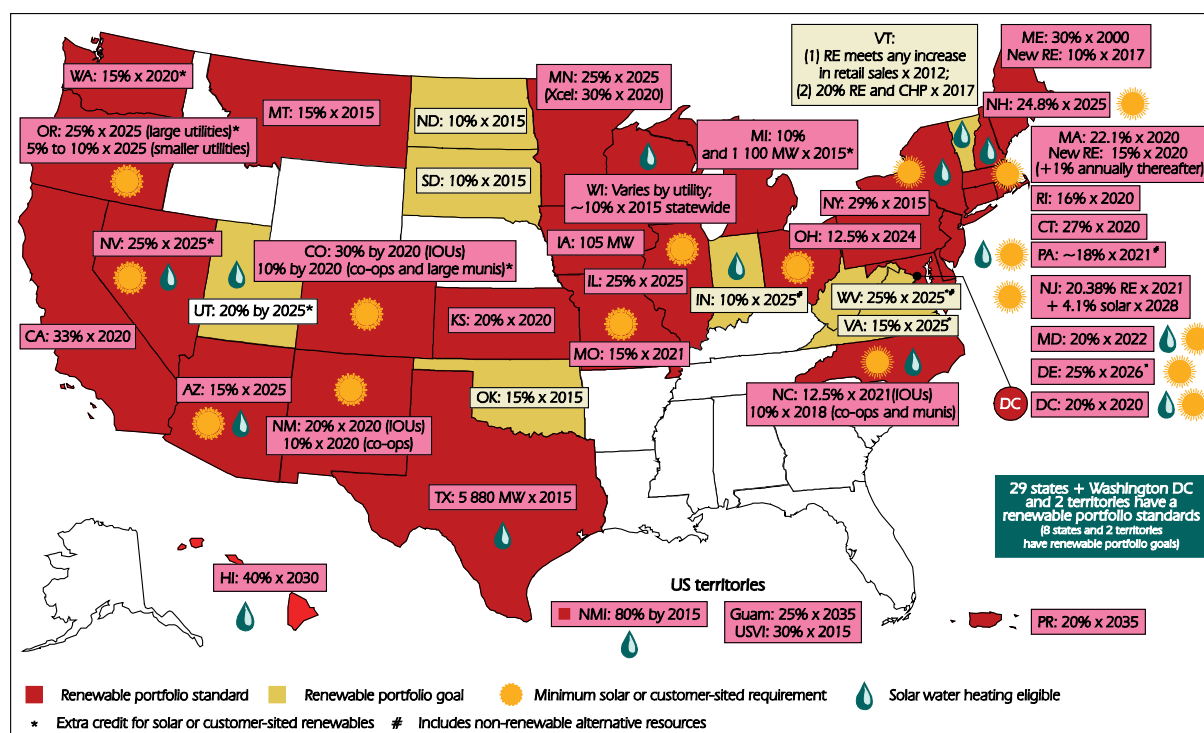 VT:
(1) RE meets any increase
in retail sales x 2012;
(2) 20% RE and CHP x 2017
ME: 30% x 2000
New RE: 10% x 2017
WA: 15% x 2020*
MN: 25% x 2025
(Xcel: 30% x 2020)
MT: 15% x 2015
ND: 10% x 2015
NH: 24.8% x 2025
OR: 25% x 2025 (large utilities)*
5% to 10% x 2025 (smaller utilities)
MI: 10%
and 1 100 MW x 2015*
MA: 22.1% x 2020
New RE: 15% x 2020
(+1% annually thereafter)
SD: 10% x 2015
WI: Varies by utility;
~10% x 2015 statewide
NY: 29% x 2015
RI: 16% x 2020
NV: 25% x 2025*
CO: 30% by 2020 (IOUs)
10% by 2020 (co-ops and large munis)*
IA: 105 MW
OH: 12.5% x 2024
CT: 27% x 2020
PA: ~18% x 2021#
IL: 25% x 2025
UT: 20% by 2025*
IN: 10% x 2025#
WV: 25% x 2025*#
NJ: 20.38% RE x 2021
+ 4.1% solar x 2028
CA: 33% x 2020
KS: 20% x 2020
VA: 15% x 2025*
MO: 15% x 2021
MD: 20% x 2022
DE: 25% x 2026*
AZ: 15% x 2025
OK: 15% x 2015
NC: 12.5% x 2021(IOUs)
10% x 2018 (co-ops and munis)
DC
DC: 20% x 2020
NM: 20% x 2020 (IOUs)
10% x 2020 (co-ops)
TX: 5 880 MW x 2015
29 states + Washington DC
and 2 territories have a
renewable portfolio standards
(8 states and 2 territories
have renewable portfolio goals)
HI: 40% x 2030
US territories
NMI: 80% by 2015
Guam: 25% x 2035
USVI: 30% x 2015
PR: 20% x 2035
Renewable portfolio standard
Renewable portfolio goal
Minimum solar or customer-sited requirement
Solar water heating eligible
* Extra credit for solar or customer-sited renewables
# Includes non-renewable alternative resources